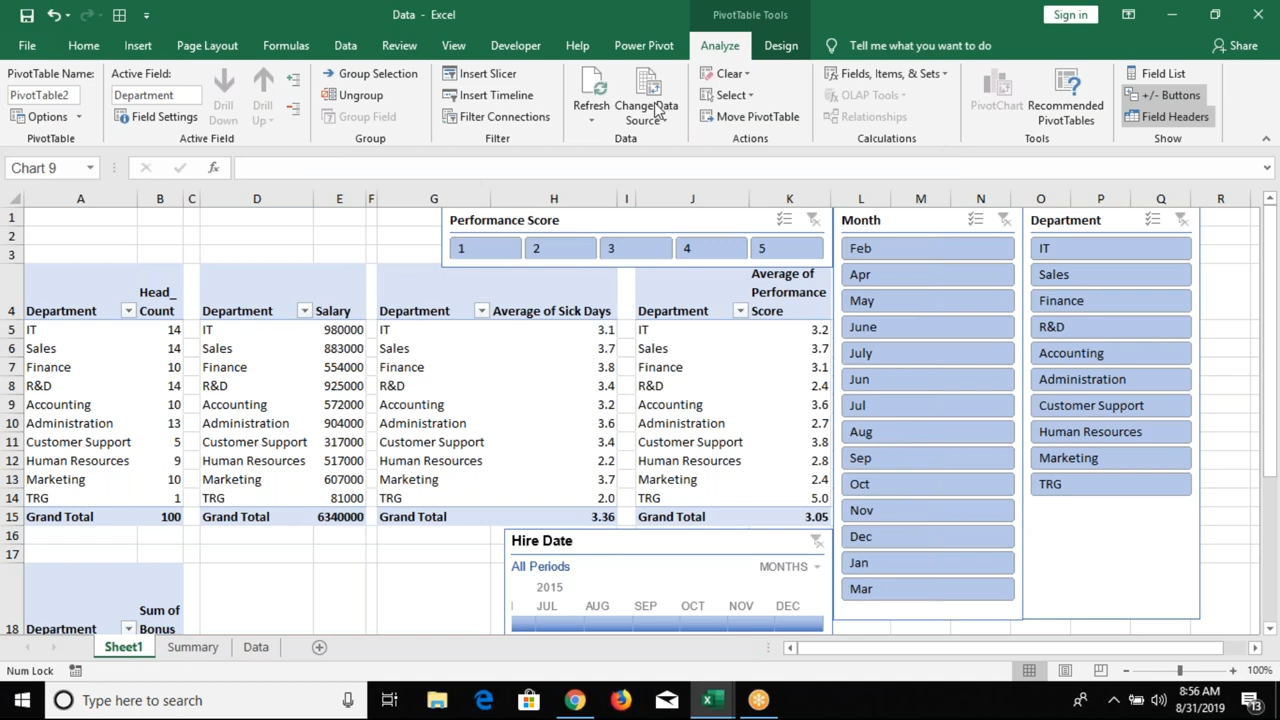 Data - Excel
PivotTable Tools
Sign in
File Home Insert Page Layout Formulas Data Review View Developer Help Power Pivot Analyze Design Tell me what you want to do Share
PivotTable Name:
PivotTable2
Options
PivotTable
Active Field:
Department
Field Settings
Drill Down
Drill Up
Active Field
Group Selection
Ungroup
Group Field
Group
Insert Slicer
Insert Timeline
Filter Connections
Filter
Refresh
Change Data Source
Data
Clear
Select
Move PivotTable
Actions
Fields, Items, & Sets
OLAP Tools
Relationships
Calculations
PivotChart
Recommended PivotTables
Tools
Field List
+/- Buttons
Field Headers
Show
Chart 9
fx
A B C D E F G H I J K L M N O P Q R
1
2
3
Performance Score
1 2 3 4 5
Month
Feb
Apr
May
June
July
Jun
Jul
Aug
Sep
Oct
Nov
Dec
Jan
Mar
Department
IT
Sales
Finance
R&D
Accounting
Administration
Customer Support
Human Resources
Marketing
TRG
4 Department Head_ Count Department Salary Department Average of Sick Days Department Average of Performance Score
5 IT 14 IT 980000 IT 3.1 IT 3.2
6 Sales 14 Sales 883000 Sales 3.7 Sales 3.7
7 Finance 10 Finance 554000 Finance 3.8 Finance 3.1
8 R&D 14 R&D 925000 R&D 3.4 R&D 2.4
9 Accounting 10 Accounting 572000 Accounting 3.2 Accounting 3.6
10 Administration 13 Administration 904000 Administration 3.6 Administration 2.7
11 Customer Support 5 Customer Support 317000 Customer Support 3.4 Customer Support 3.8
12 Human Resources 9 Human Resources 517000 Human Resources 2.2 Human Resources 2.8
13 Marketing 10 Marketing 607000 Marketing 3.7 Marketing 2.4
14 TRG 1 TRG 81000 TRG 2.0 TRG 5.0
15 Grand Total 100 Grand Total 6340000 Grand Total 3.36 Grand Total 3.05
16
17
18 Department Sum of Bonus
Hire Date
All Periods MONTHS
2015
JUL AUG SEP OCT NOV DEC
Sheet1 Summary Data
Num Lock
100%
Type here to search
8:56 AM
8/31/2019
13